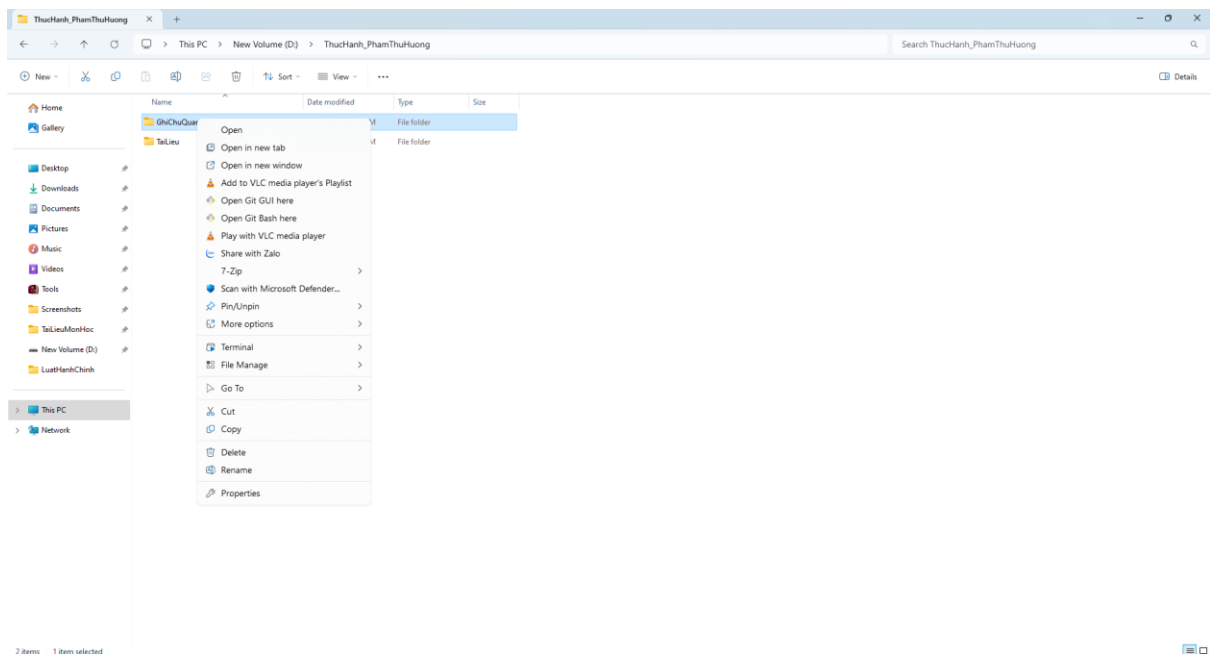 ThucHanh_PhamThuHuong
This PC > New Volume (D:) > ThucHanh_PhamThuHuong
Search ThucHanh_PhamThuHuong
New
Sort
View
Details
Name Date modified Type Size
GhiChuQuan M File folder
TaiLieu M File folder
Home
Gallery
Desktop
Downloads
Documents
Pictures
Music
Videos
Tools
Screenshots
TaiLieuMonHoc
New Volume (D:)
LuatHanhChinh
This PC
Network
Open
Open in new tab
Open in new window
Add to VLC media player's Playlist
Open Git GUI here
Open Git Bash here
Play with VLC media player
Share with Zalo
7-Zip
Scan with Microsoft Defender...
Pin/Unpin
More options
Terminal
File Manage
Go To
Cut
Copy
Delete
Rename
Properties
2 items 1 item selected